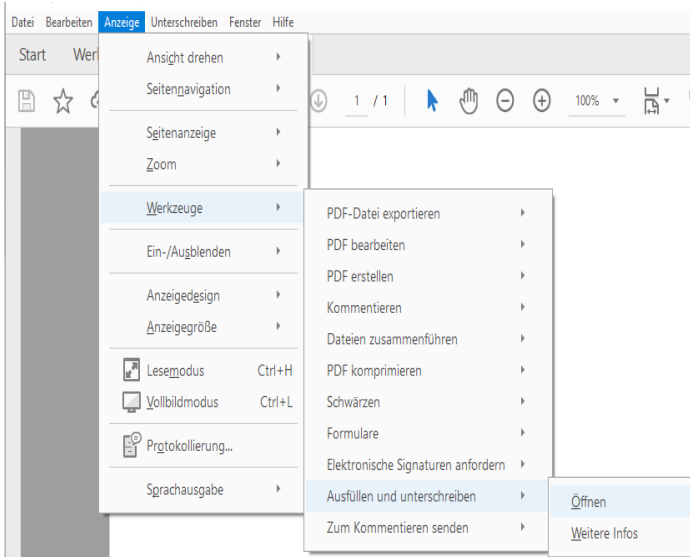 Datei Bearbeiten Anzeige Unterschreiben Fenster Hilfe
Start
1 / 1 100%
Ansicht drehen
Seitennavigation
Seitenanzeige
Zoom
Werkzeuge
Ein-/Ausblenden
Anzeigedesign
Anzeigegröße
Lesemodus Ctrl+H
Vollbildmodus Ctrl+L
Protokollierung...
Sprachausgabe
PDF-Datei exportieren
PDF bearbeiten
PDF erstellen
Kommentieren
Dateien zusammenführen
PDF komprimieren
Schwärzen
Formulare
Elektronische Signaturen anfordern
Ausfüllen und unterschreiben
Zum Kommentieren senden
Öffnen
Weitere Infos